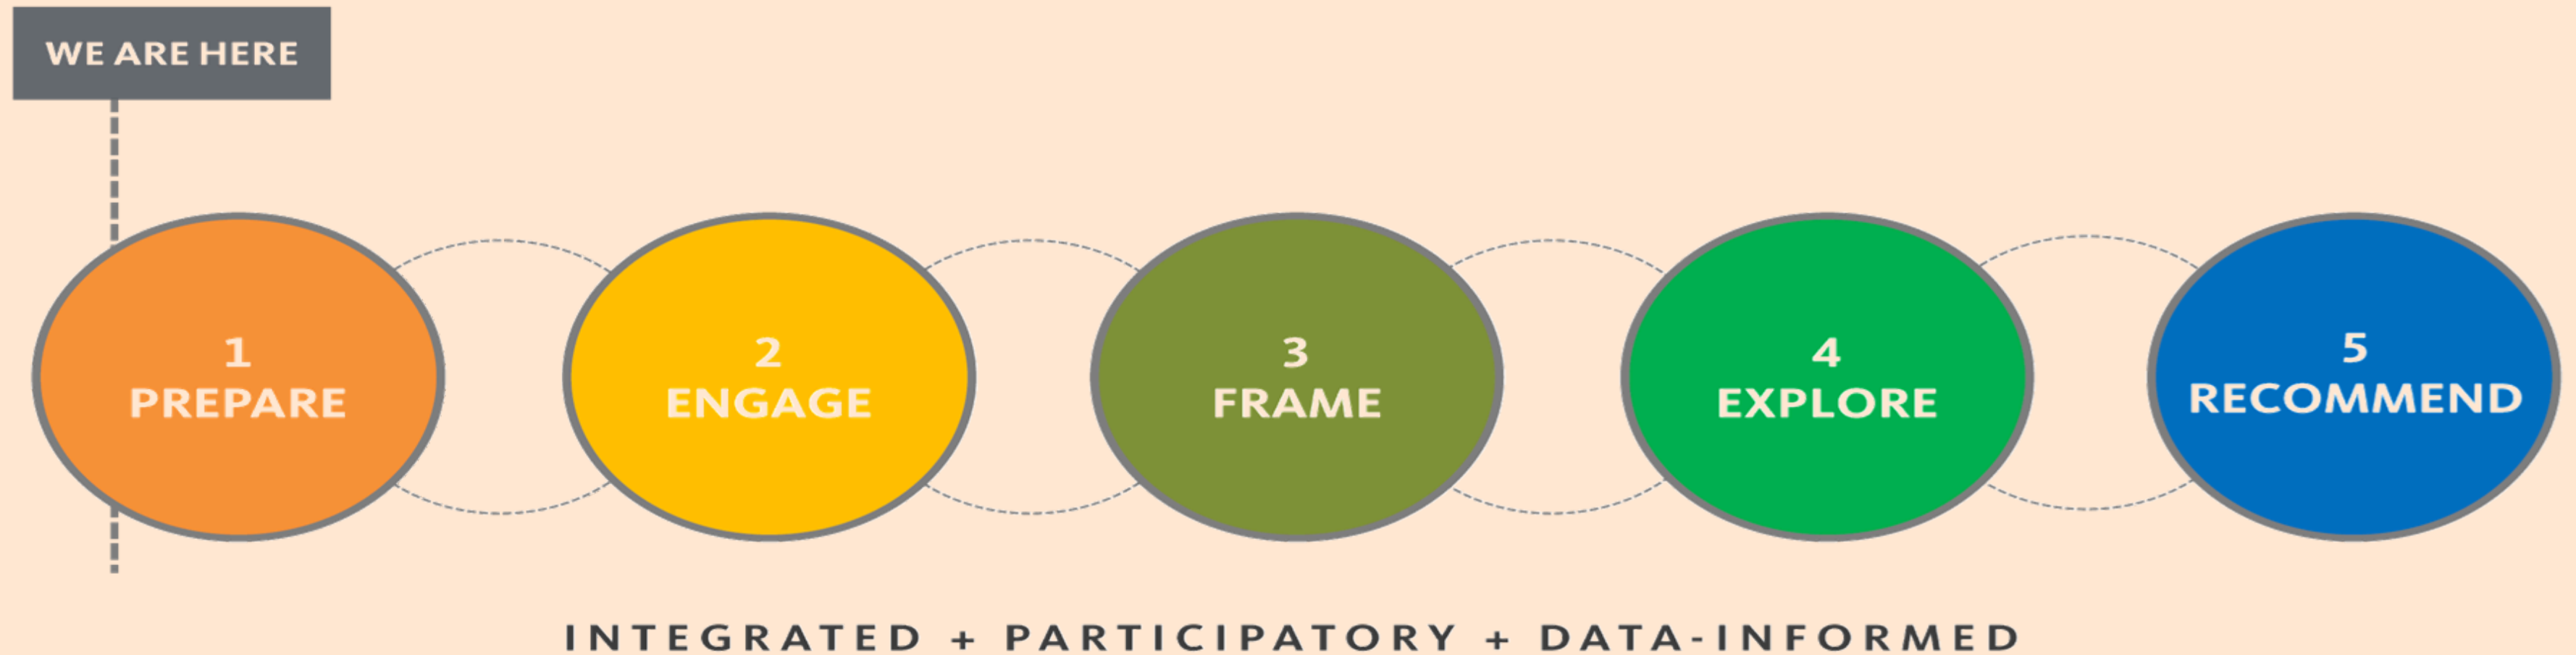 WE ARE HERE
1
PREPARE
2
ENGAGE
3
FRAME
4
EXPLORE
5
RECOMMEND
INTEGRATED + PARTICIPATORY + DATA-INFORMED